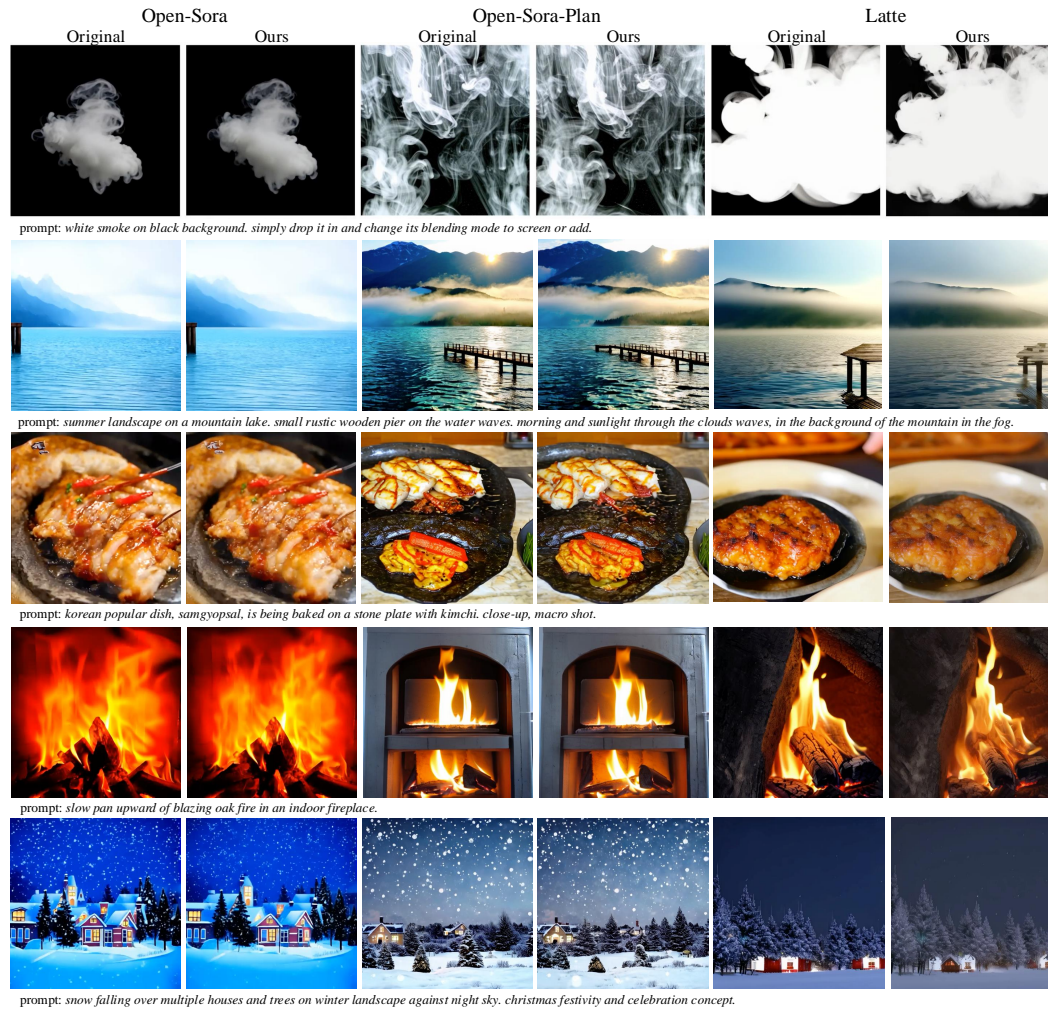 Open-Sora Open-Sora-Plan Latte
Original Ours Original Ours Original Ours
prompt: white smoke on black background. simply drop it in and change its blending mode to screen or add.
prompt: summer landscape on a mountain lake. small rustic wooden pier on the water waves. morning and sunlight through the clouds waves, in the background of the mountain in the fog.
prompt: korean popular dish, samgyopsal, is being baked on a stone plate with kimchi. close-up, macro shot.
prompt: slow pan upward of blazing oak fire in an indoor fireplace.
prompt: snow falling over multiple houses and trees on winter landscape against night sky. christmas festivity and celebration concept.